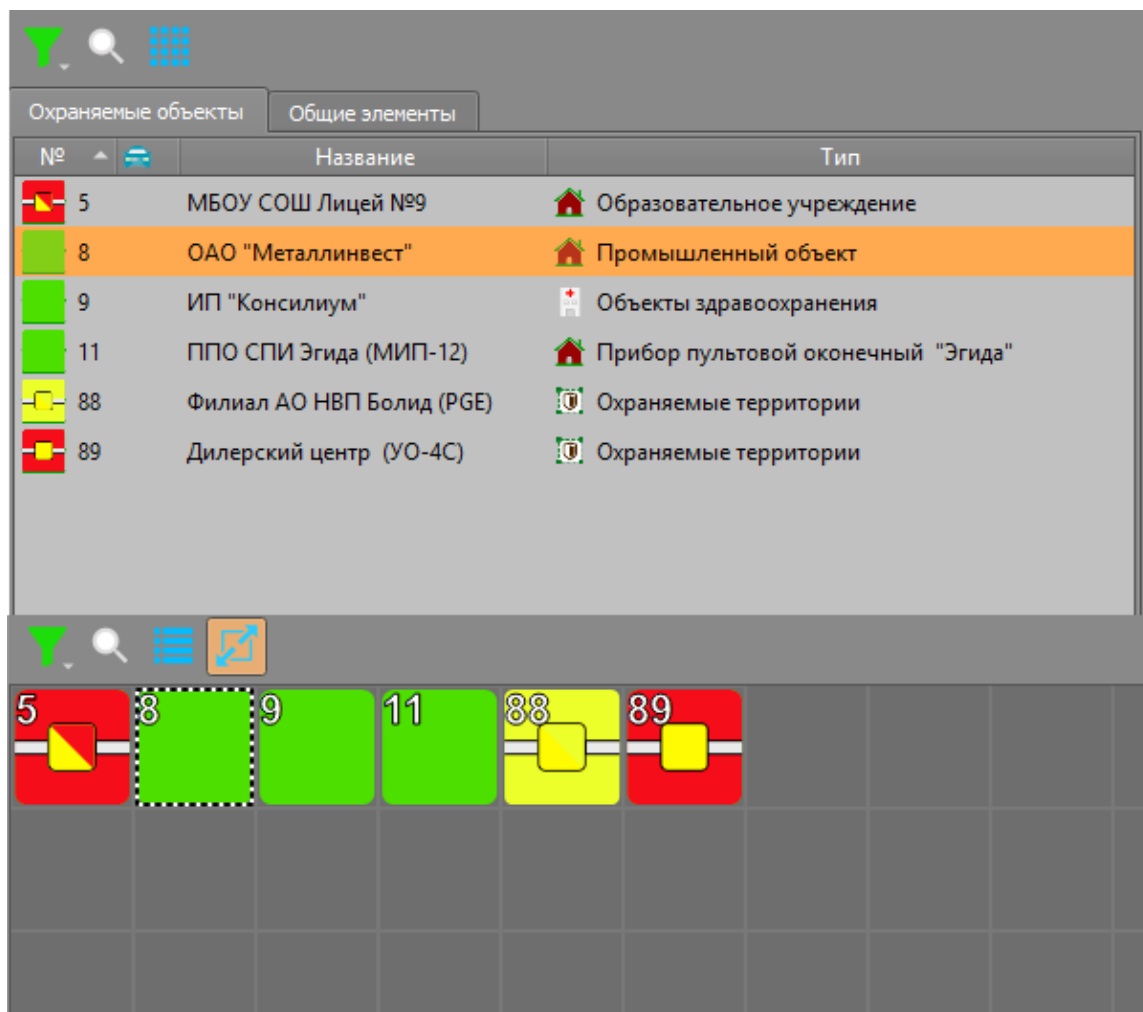 Охраняемые объекты Общие элементы
№ Название Тип
5 МБОУ СОШ Лицей №9 Образовательное учреждение
8 ОАО "Металлинвест" Промышленный объект
9 ИП "Консилиум" Объекты здравоохранения
11 ППО СПИ Эгида (МИП-12) Прибор пультовой оконечный "Эгида"
88 Филиал АО НВП Болид (PGE) Охраняемые территории
89 Дилерский центр (УО-4С) Охраняемые территории
5 8 9 11 88 89